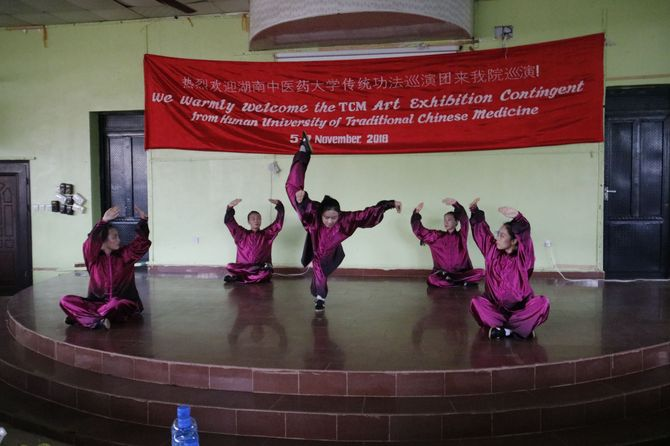 热烈欢迎湖南中医药大学传统功法巡演团来我院巡演!
We Warmly Welcome the TCM Art Exhibition Contingent
from Hunan University of Traditional Chinese Medicine
November, 2018